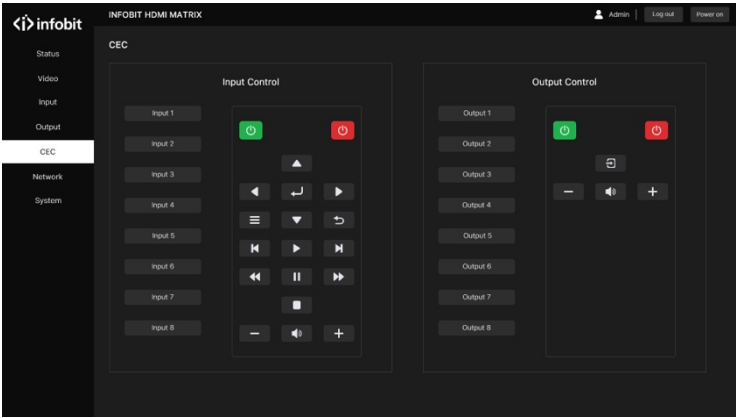 infobit
INFOBIT HDMI MATRIX
Admin
Log out
Power on
Status
Video
Input
Output
CEC
Network
System
CEC
Input Control
Input 1
Input 2
Input 3
Input 4
Input 5
Input 6
Input 7
Input 8
Output Control
Output 1
Output 2
Output 3
Output 4
Output 5
Output 6
Output 7
Output 8